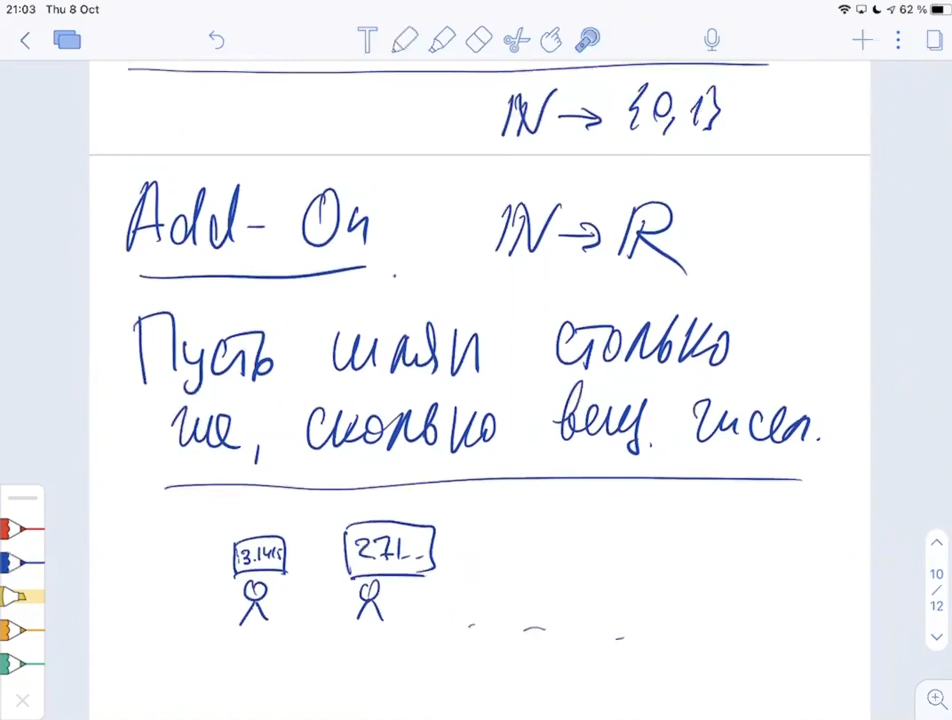 21:03 Thu 8 Oct
62 %
ℕ → {0,1}
Add-On
ℕ → ℝ
Пусть шляп столько
же, сколько вещ. чисел.
3.1415
2.71...
10
/
12